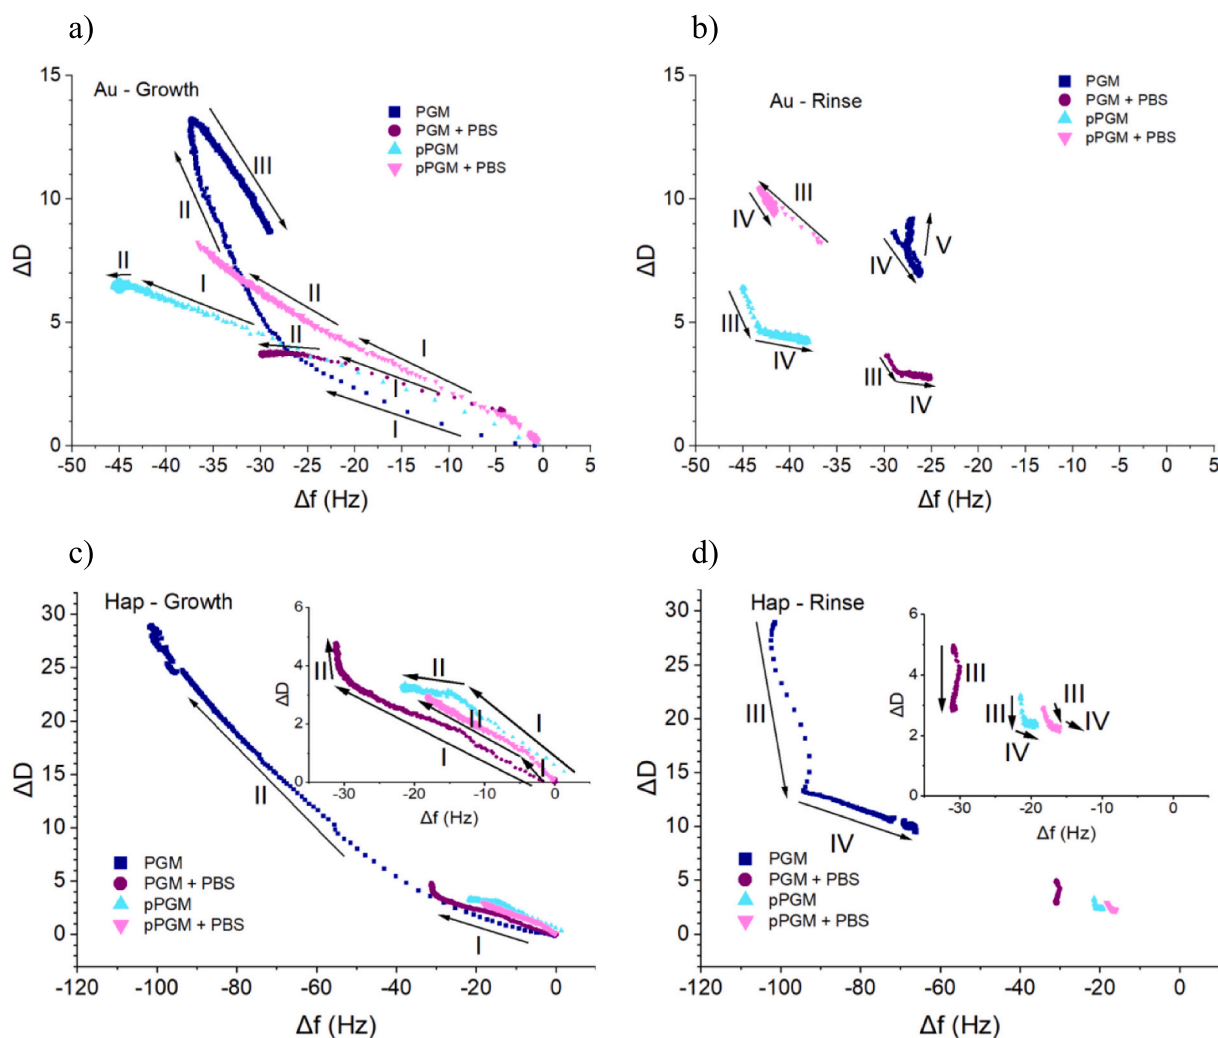 a)
15
10
5
0
ΔD
Au - Growth
PGM
PGM + PBS
pPGM
pPGM + PBS
III
II
II
I
II
II
I
I
I
-50 -45 -40 -35 -30 -25 -20 -15 -10 -5 0 5
Δf (Hz)
b)
15
10
5
0
ΔD
Au - Rinse
PGM
PGM + PBS
pPGM
pPGM + PBS
III
IV
IV
V
III
IV
III
IV
-50 -45 -40 -35 -30 -25 -20 -15 -10 -5 0 5
Δf (Hz)
c)
30
25
20
15
10
5
0
ΔD
Hap - Growth
II
I
PGM
PGM + PBS
pPGM
pPGM + PBS
6
4
2
0
ΔD
II
II
I
II
I
I
-30 -20 -10 0
Δf (Hz)
-120 -100 -80 -60 -40 -20 0
Δf (Hz)
d)
30
25
20
15
10
5
0
ΔD
Hap - Rinse
III
IV
PGM
PGM + PBS
pPGM
pPGM + PBS
6
4
2
0
ΔD
III
III
IV
III
IV
-30 -20 -10 0
Δf (Hz)
-120 -100 -80 -60 -40 -20 0
Δf (Hz)